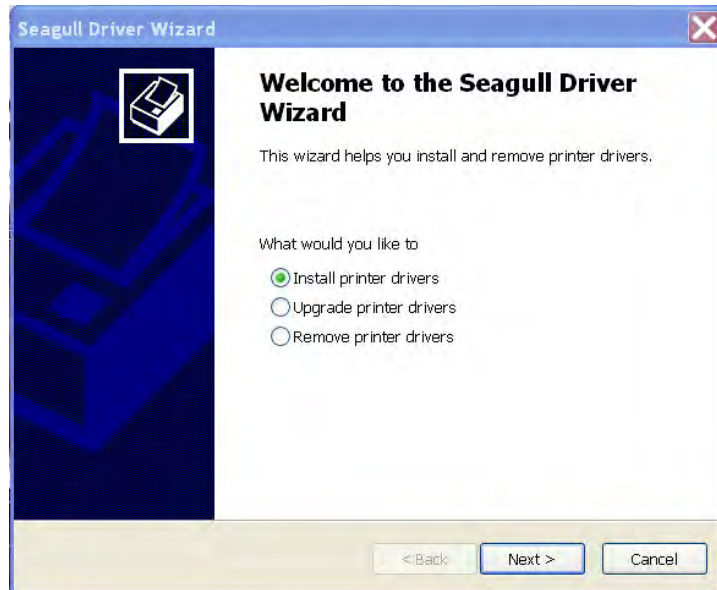 Seagull Driver Wizard
Welcome to the Seagull Driver
Wizard
This wizard helps you install and remove printer drivers.
What would you like to
Install printer drivers
Upgrade printer drivers
Remove printer drivers
< Back
Next >
Cancel